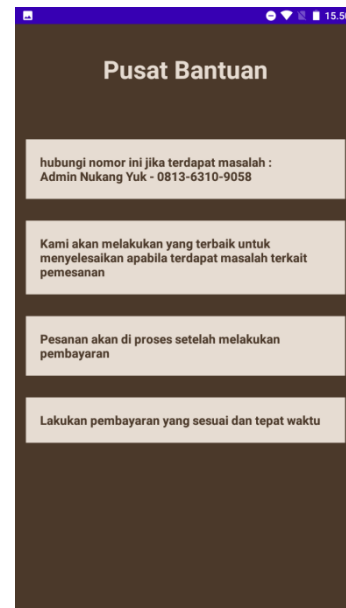 15.50
Pusat Bantuan
hubungi nomor ini jika terdapat masalah :
Admin Nukang Yuk - 0813-6310-9058
Kami akan melakukan yang terbaik untuk
menyelesaikan apabila terdapat masalah terkait
pemesanan
Pesanan akan di proses setelah melakukan
pembayaran
Lakukan pembayaran yang sesuai dan tepat waktu